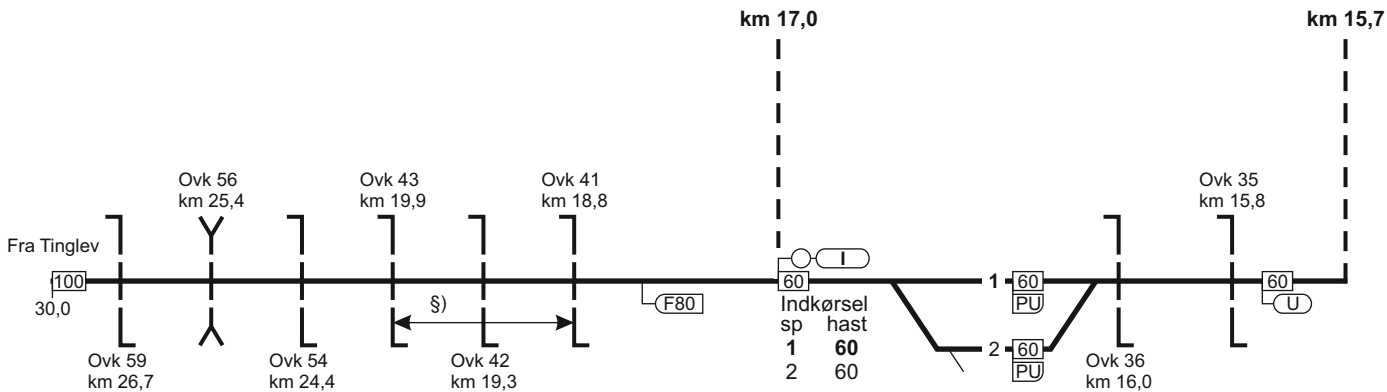 km 17,0
km 15,7
Ovk 56
km 25,4
Ovk 43
km 19,9
Ovk 41
km 18,8
Ovk 35
km 15,8
Fra Tinglev
100
30,0
§)
F80
I
60
Indkørsel
sp hast
1 60
2 60
1 60
PU
2 60
PU
60
U
Ovk 59
km 26,7
Ovk 54
km 24,4
Ovk 42
km 19,3
Ovk 36
km 16,0